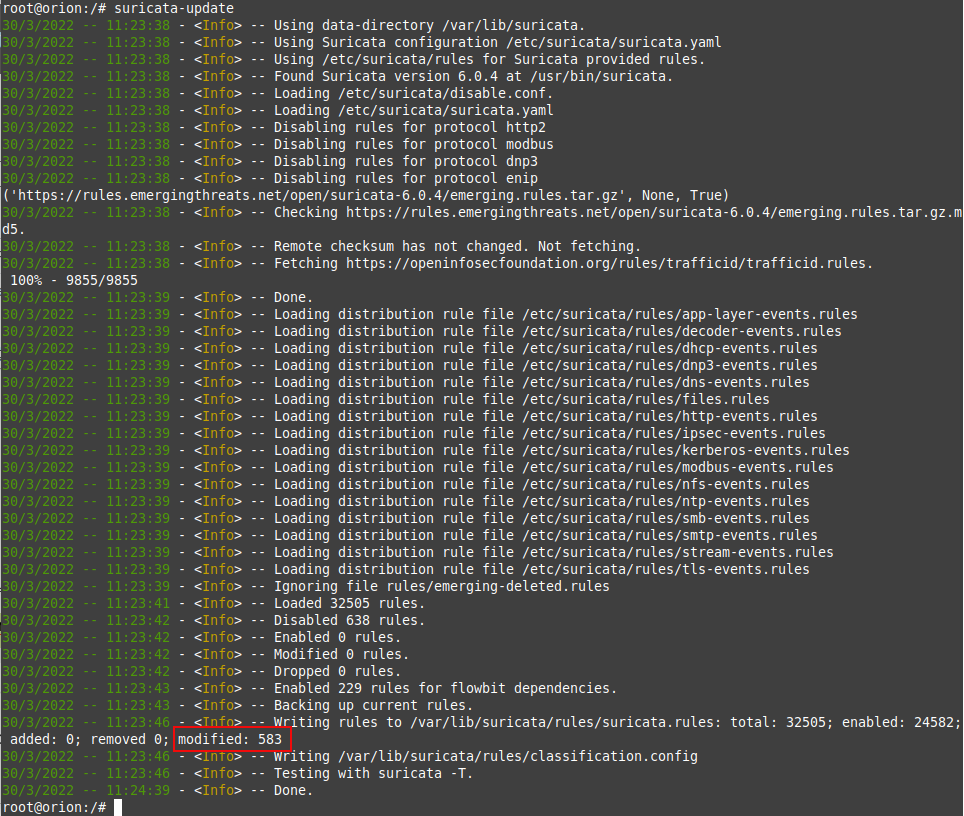 root@orion:/# suricata-update
30/3/2022 -- 11:23:38 - <Info> -- Using data-directory /var/lib/suricata.
30/3/2022 -- 11:23:38 - <Info> -- Using Suricata configuration /etc/suricata/suricata.yaml
30/3/2022 -- 11:23:38 - <Info> -- Using /etc/suricata/rules for Suricata provided rules.
30/3/2022 -- 11:23:38 - <Info> -- Found Suricata version 6.0.4 at /usr/bin/suricata.
30/3/2022 -- 11:23:38 - <Info> -- Loading /etc/suricata/disable.conf.
30/3/2022 -- 11:23:38 - <Info> -- Loading /etc/suricata/suricata.yaml
30/3/2022 -- 11:23:38 - <Info> -- Disabling rules for protocol http2
30/3/2022 -- 11:23:38 - <Info> -- Disabling rules for protocol modbus
30/3/2022 -- 11:23:38 - <Info> -- Disabling rules for protocol dnp3
30/3/2022 -- 11:23:38 - <Info> -- Disabling rules for protocol enip
('https://rules.emergingthreats.net/open/suricata-6.0.4/emerging.rules.tar.gz', None, True)
30/3/2022 -- 11:23:38 - <Info> -- Checking https://rules.emergingthreats.net/open/suricata-6.0.4/emerging.rules.tar.gz.m
d5.
30/3/2022 -- 11:23:38 - <Info> -- Remote checksum has not changed. Not fetching.
30/3/2022 -- 11:23:38 - <Info> -- Fetching https://openinfosecfoundation.org/rules/trafficid/trafficid.rules.
100% - 9855/9855
30/3/2022 -- 11:23:39 - <Info> -- Done.
30/3/2022 -- 11:23:39 - <Info> -- Loading distribution rule file /etc/suricata/rules/app-layer-events.rules
30/3/2022 -- 11:23:39 - <Info> -- Loading distribution rule file /etc/suricata/rules/decoder-events.rules
30/3/2022 -- 11:23:39 - <Info> -- Loading distribution rule file /etc/suricata/rules/dhcp-events.rules
30/3/2022 -- 11:23:39 - <Info> -- Loading distribution rule file /etc/suricata/rules/dnp3-events.rules
30/3/2022 -- 11:23:39 - <Info> -- Loading distribution rule file /etc/suricata/rules/dns-events.rules
30/3/2022 -- 11:23:39 - <Info> -- Loading distribution rule file /etc/suricata/rules/files.rules
30/3/2022 -- 11:23:39 - <Info> -- Loading distribution rule file /etc/suricata/rules/http-events.rules
30/3/2022 -- 11:23:39 - <Info> -- Loading distribution rule file /etc/suricata/rules/ipsec-events.rules
30/3/2022 -- 11:23:39 - <Info> -- Loading distribution rule file /etc/suricata/rules/kerberos-events.rules
30/3/2022 -- 11:23:39 - <Info> -- Loading distribution rule file /etc/suricata/rules/modbus-events.rules
30/3/2022 -- 11:23:39 - <Info> -- Loading distribution rule file /etc/suricata/rules/nfs-events.rules
30/3/2022 -- 11:23:39 - <Info> -- Loading distribution rule file /etc/suricata/rules/ntp-events.rules
30/3/2022 -- 11:23:39 - <Info> -- Loading distribution rule file /etc/suricata/rules/smb-events.rules
30/3/2022 -- 11:23:39 - <Info> -- Loading distribution rule file /etc/suricata/rules/smtp-events.rules
30/3/2022 -- 11:23:39 - <Info> -- Loading distribution rule file /etc/suricata/rules/stream-events.rules
30/3/2022 -- 11:23:39 - <Info> -- Loading distribution rule file /etc/suricata/rules/tls-events.rules
30/3/2022 -- 11:23:39 - <Info> -- Ignoring file rules/emerging-deleted.rules
30/3/2022 -- 11:23:41 - <Info> -- Loaded 32505 rules.
30/3/2022 -- 11:23:42 - <Info> -- Disabled 638 rules.
30/3/2022 -- 11:23:42 - <Info> -- Enabled 0 rules.
30/3/2022 -- 11:23:42 - <Info> -- Modified 0 rules.
30/3/2022 -- 11:23:42 - <Info> -- Dropped 0 rules.
30/3/2022 -- 11:23:43 - <Info> -- Enabled 229 rules for flowbit dependencies.
30/3/2022 -- 11:23:43 - <Info> -- Backing up current rules.
30/3/2022 -- 11:23:46 - <Info> -- Writing rules to /var/lib/suricata/rules/suricata.rules: total: 32505; enabled: 24582;
added: 0; removed 0; modified: 583
30/3/2022 -- 11:23:46 - <Info> -- Writing /var/lib/suricata/rules/classification.config
30/3/2022 -- 11:23:46 - <Info> -- Testing with suricata -T.
30/3/2022 -- 11:24:39 - <Info> -- Done.
root@orion:/#